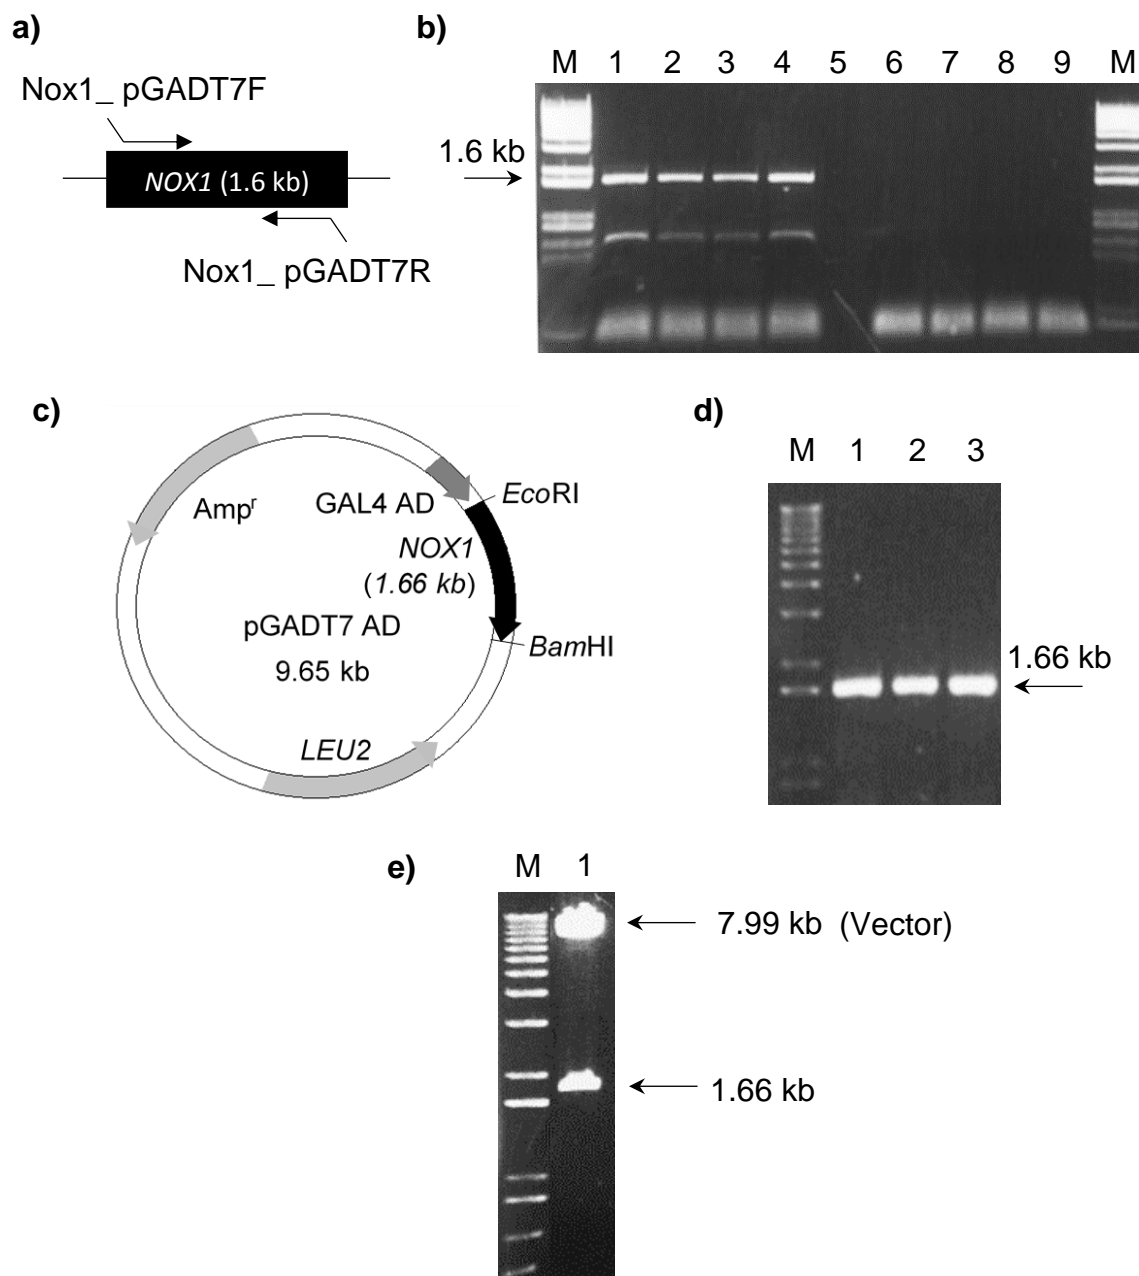 a)
Nox1_ pGADT7F
NOX1 (1.6 kb)
Nox1_ pGADT7R
b)
M 1 2 3 4 5 6 7 8 9 M
1.6 kb
c)
Ampʳ
GAL4 AD
EcoRI
NOX1
(1.66 kb)
pGADT7 AD
9.65 kb
BamHI
LEU2
d)
M 1 2 3
1.66 kb
e)
M 1
7.99 kb (Vector)
1.66 kb